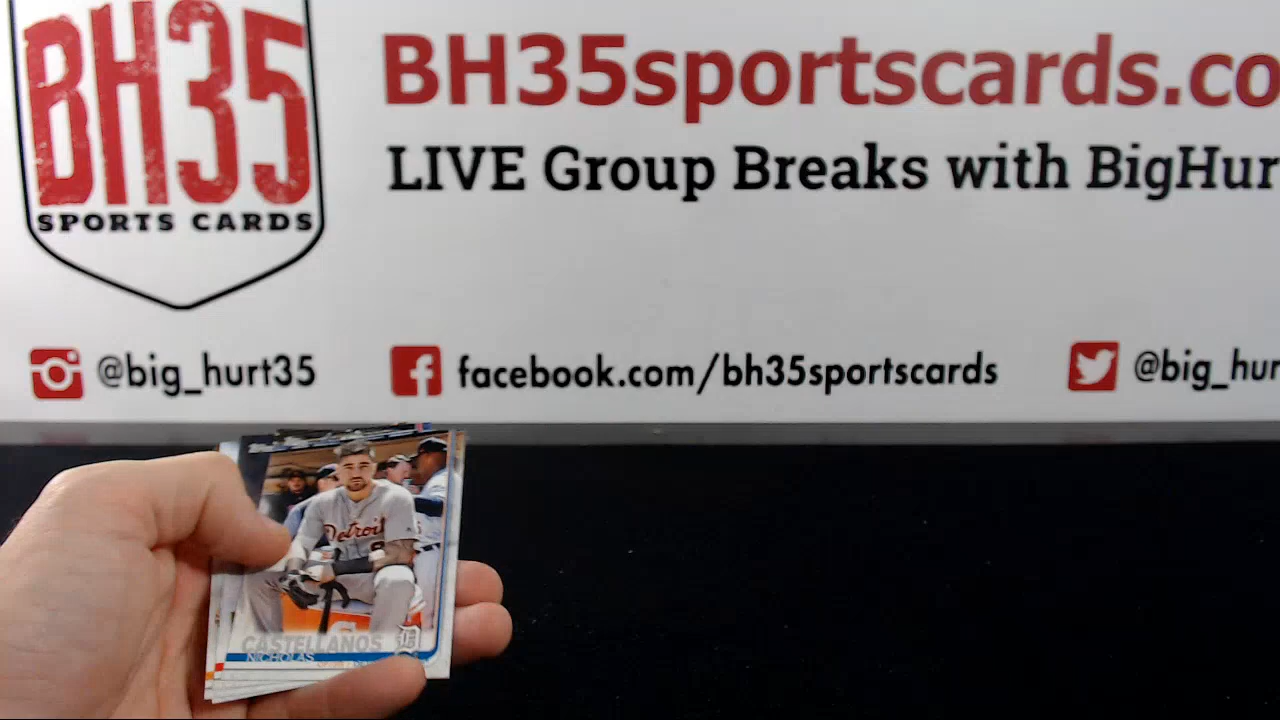 BH35
SPORTS CARDS
BH35sportscards.co
LIVE Group Breaks with BigHur
@big_hurt35
facebook.com/bh35sportscards
@big_hur
Detroit
CASTELLANOS
NICHOLAS